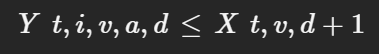 Y t,i,v,a,d ≤ X t,v,d+1